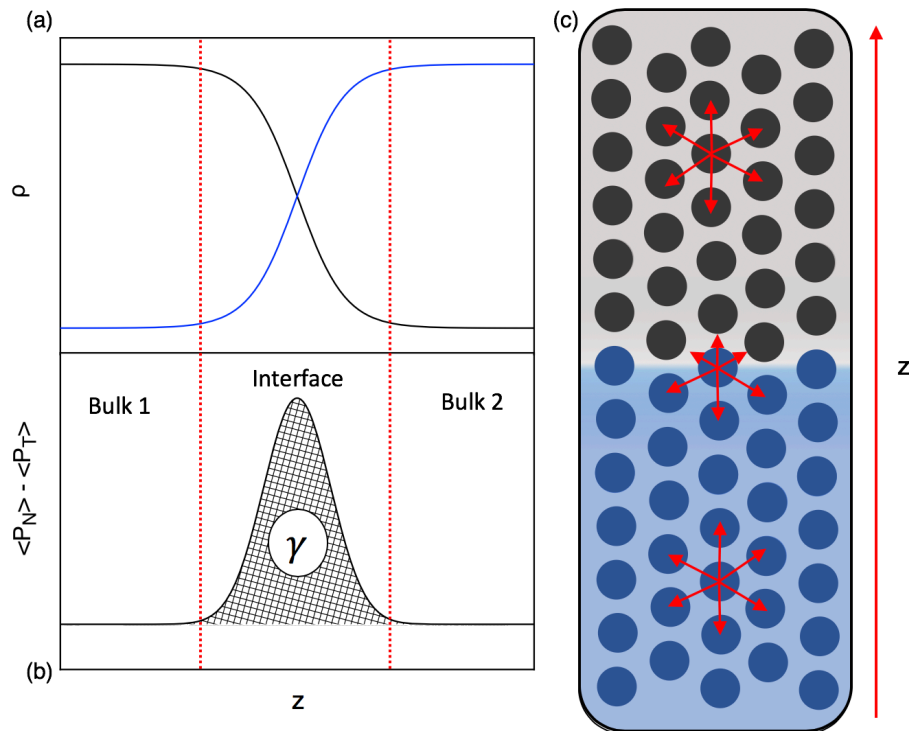 (a)
ρ
Interface
Bulk 1
Bulk 2
<P_N> - <P_T>
γ
(b)
z
(c)
z